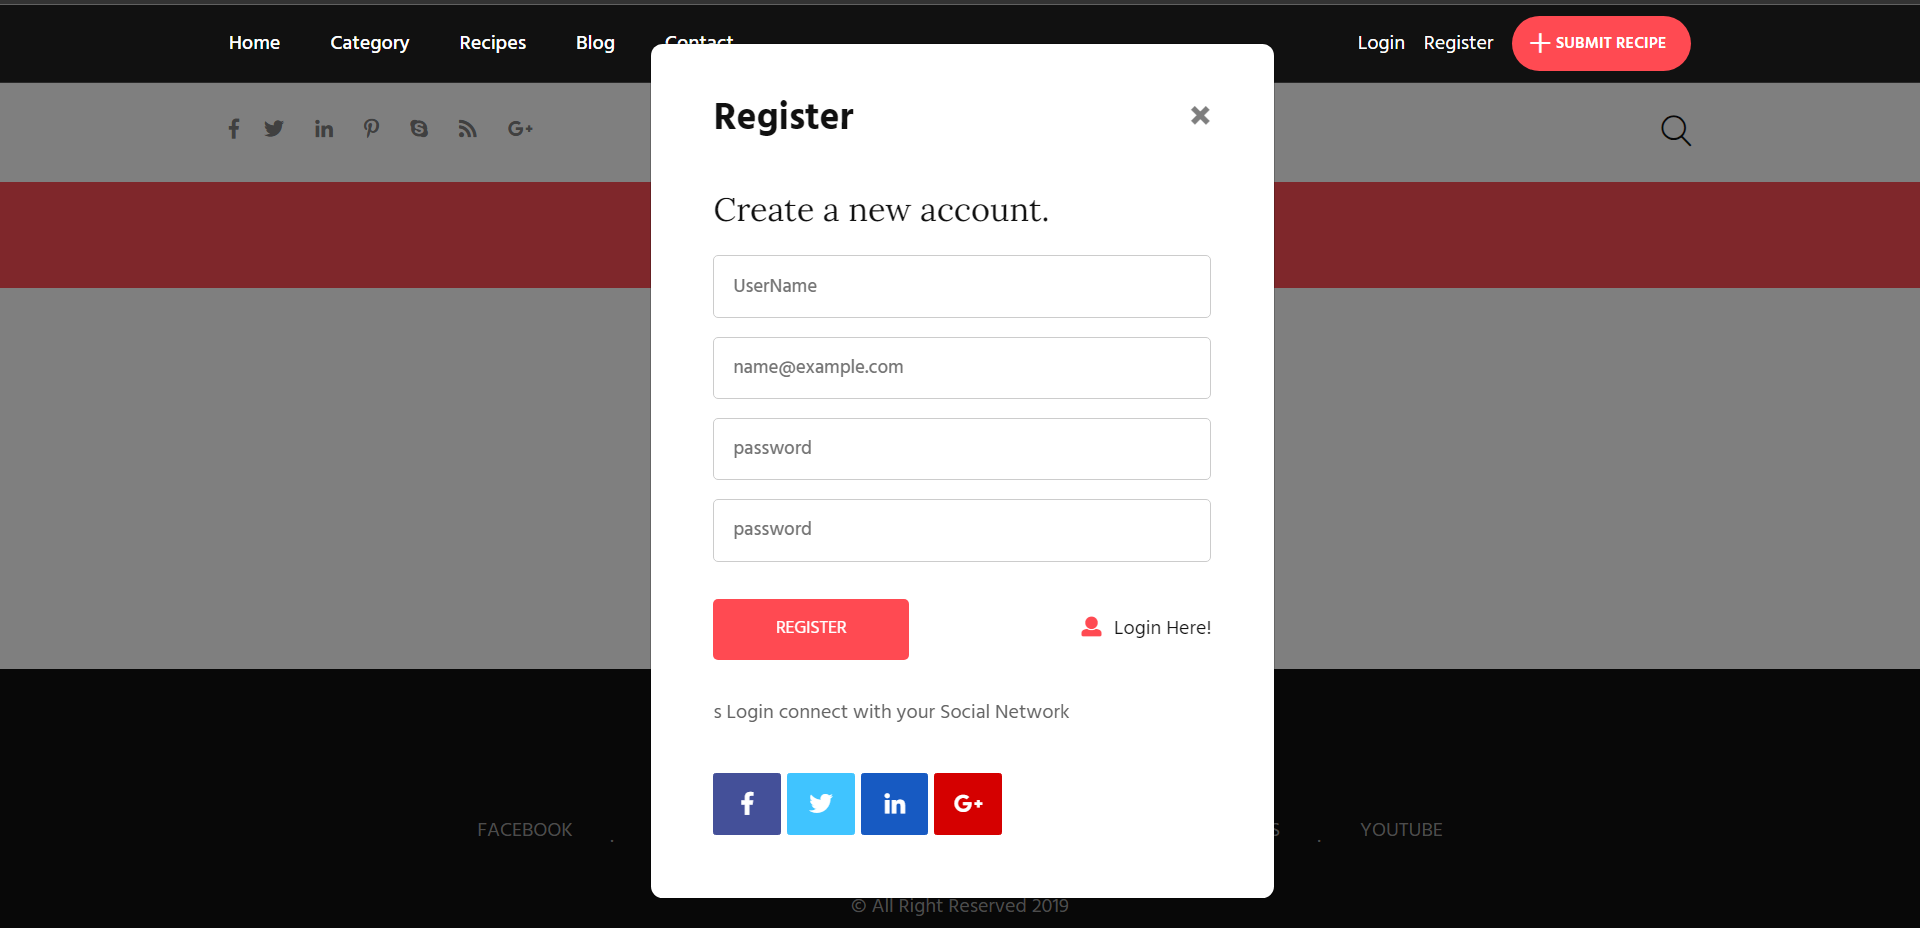 Home Category Recipes Blog Contact Login Register SUBMIT RECIPE
Register
Create a new account.
UserName
name@example.com
password
password
REGISTER Login Here!
s Login connect with your Social Network
FACEBOOK . . YOUTUBE
© All Right Reserved 2019